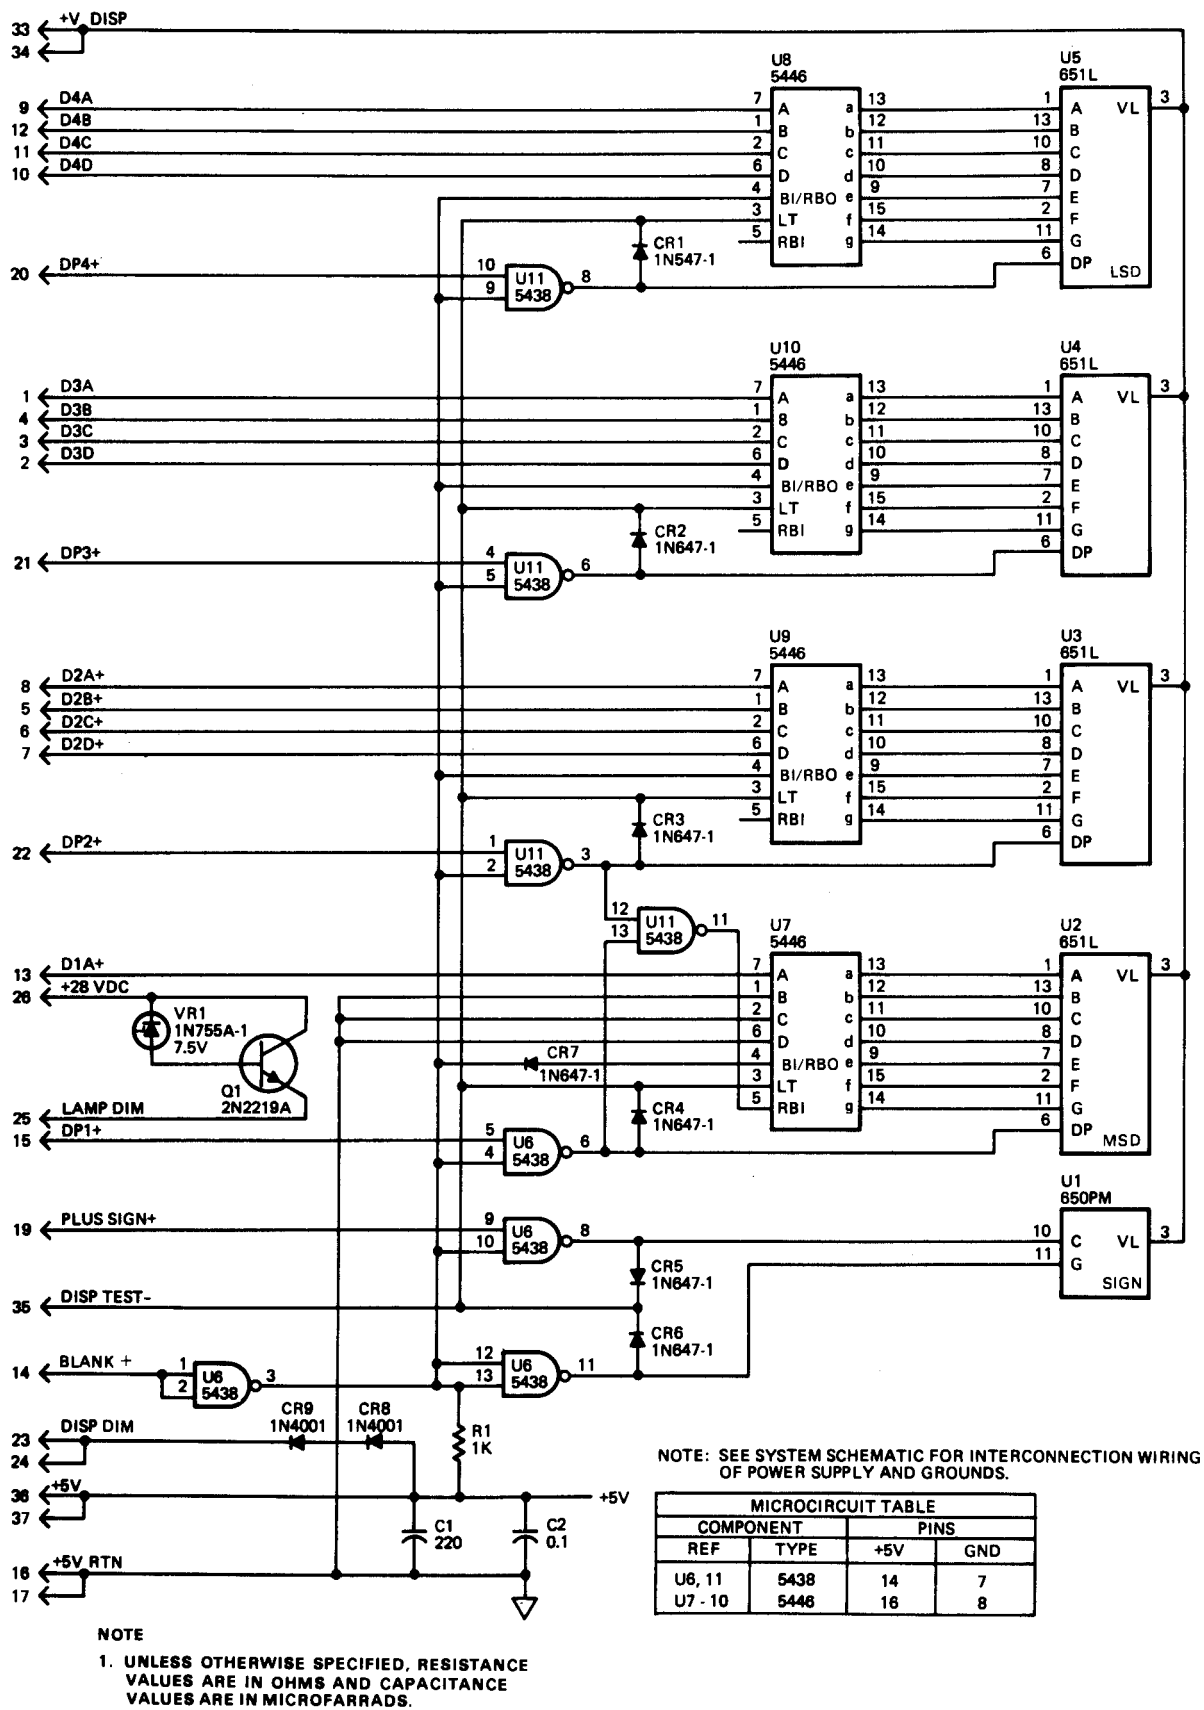 33 +V DISP
34
U8
5446
U5
651L
9 D4A 7 A a 13 1 A VL 3
12 D4B 1 B b 12 13 B
11 D4C 2 C c 11 10 C
10 D4D 6 D d 10 8 D
4 BI/RBO e 9 7 E
3 LT f 15 2 F
5 RBI g 14 11 G
CR1
1N547-1
6 DP
LSD
20 DP4+ 10 9 U11 5438 8
U10
5446
U4
651L
1 D3A 7 A a 13 1 A VL 3
4 D3B 1 B b 12 13 B
3 D3C 2 C c 11 10 C
2 D3D 6 D d 10 8 D
4 BI/RBO e 9 7 E
3 LT f 15 2 F
5 RBI g 14 11 G
CR2
1N647-1
6 DP
21 DP3+ 4 5 U11 5438 6
U9
5446
U3
651L
8 D2A+ 7 A a 13 1 A VL 3
5 D2B+ 1 B b 12 13 B
6 D2C+ 2 C c 11 10 C
7 D2D+ 6 D d 10 8 D
4 BI/RBO e 9 7 E
3 LT f 15 2 F
5 RBI g 14 11 G
CR3
1N647-1
6 DP
22 DP2+ 1 2 U11 5438 3
12 13 U11 5438 11
U7
5446
U2
651L
13 D1A+ 7 A a 13 1 A VL 3
26 +28 VDC 1 B b 12 13 B
VR1
1N755A-1
7.5V
2 C c 11 10 C
6 D d 10 8 D
CR7
1N647-1
4 BI/RBO e 9 7 E
3 LT f 15 2 F
Q1
2N2219A
CR4
1N647-1
5 RBI g 14 11 G
25 LAMP DIM
6 DP
MSD
15 DP1+ 5 4 U6 5438 6
U1
650PM
19 PLUS SIGN+ 9 10 U6 5438 8 10 C VL 3
11 G
SIGN
CR5
1N647-1
35 DISP TEST-
CR6
1N647-1
14 BLANK + 1 2 U6 5438 3 12 13 U6 5438 11
CR9
1N4001
CR8
1N4001
R1
1K
23 DISP DIM
24
36 +5V
37
+5V
C1
220
C2
0.1
16 +5V RTN
17
NOTE: SEE SYSTEM SCHEMATIC FOR INTERCONNECTION WIRING
OF POWER SUPPLY AND GROUNDS.
MICROCIRCUIT TABLE
COMPONENT PINS
REF TYPE +5V GND
U6, 11 5438 14 7
U7 - 10 5446 16 8
NOTE
1. UNLESS OTHERWISE SPECIFIED, RESISTANCE
VALUES ARE IN OHMS AND CAPACITANCE
VALUES ARE IN MICROFARRADS.